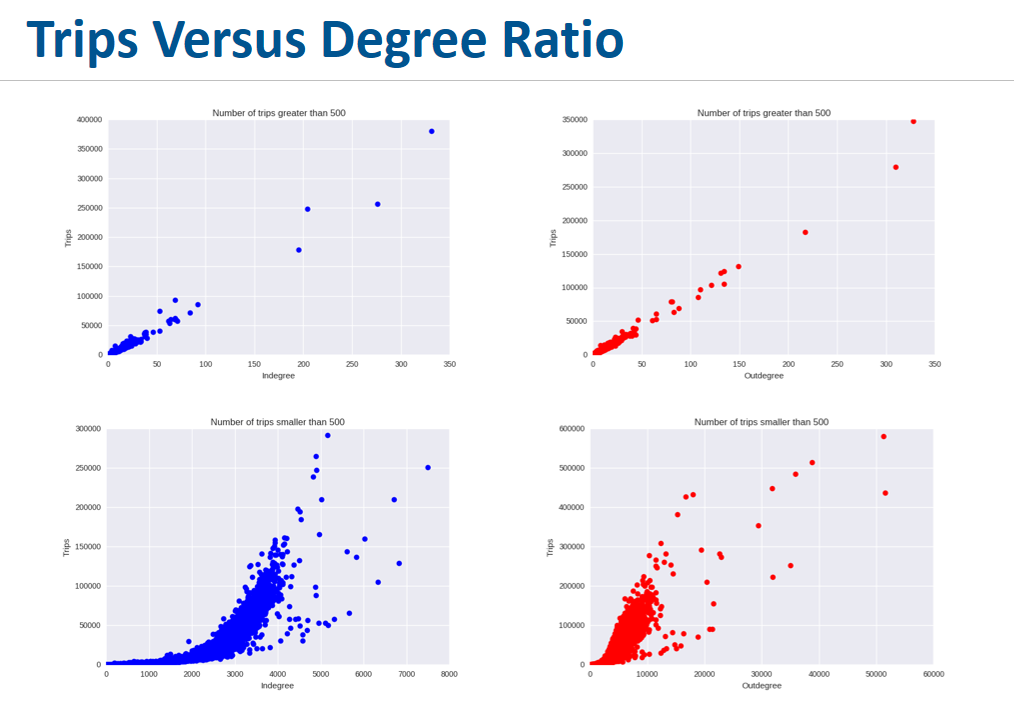 Trips Versus Degree Ratio
Number of trips greater than 500
400000
350000
300000
250000
200000
150000
100000
50000
0
Trips
0 50 100 150 200 250 300 350
Indegree
Number of trips greater than 500
350000
300000
250000
200000
150000
100000
50000
0
Trips
0 50 100 150 200 250 300 350
Outdegree
Number of trips smaller than 500
300000
250000
200000
150000
100000
50000
0
Trips
0 1000 2000 3000 4000 5000 6000 7000 8000
Indegree
Number of trips smaller than 500
600000
500000
400000
300000
200000
100000
0
Trips
0 10000 20000 30000 40000 50000 60000
Outdegree